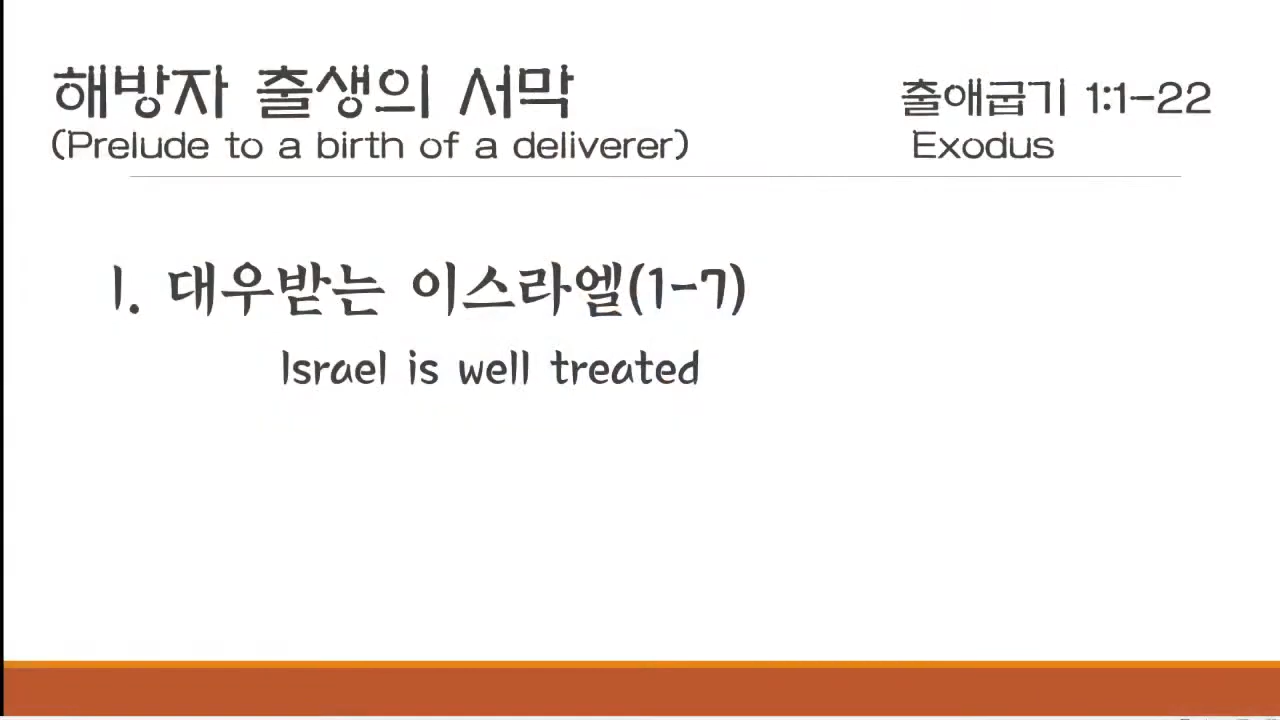 해방자 출생의 서막
(Prelude to a birth of a deliverer)
출애굽기 1:1-22
Exodus
1. 대우받는 이스라엘(1-7)
Israel is well treated